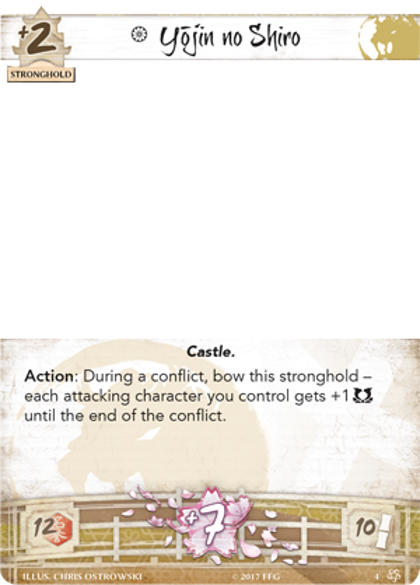 +2
Yōjin no Shiro
STRONGHOLD
Castle.
Action: During a conflict, bow this stronghold –
each attacking character you control gets +1
until the end of the conflict.
12
+7
10
ILLUS. CHRIS OSTROWSKI
© 2017 FFG
4